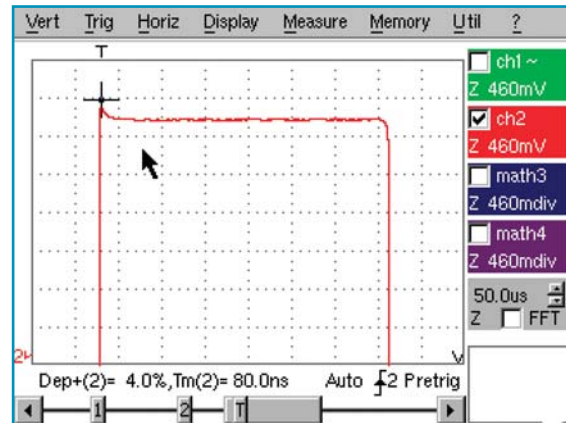 Vert Trig Horiz Display Measure Memory Util ?
T
ch1 ~
Z 460mV
ch2
Z 460mV
math3
Z 460mdiv
math4
Z 460mdiv
50.0us
Z FFT
2
V
Dep+(2)= 4.0%,Tm(2)= 80.0ns Auto 2 Pretrig
1 2 T